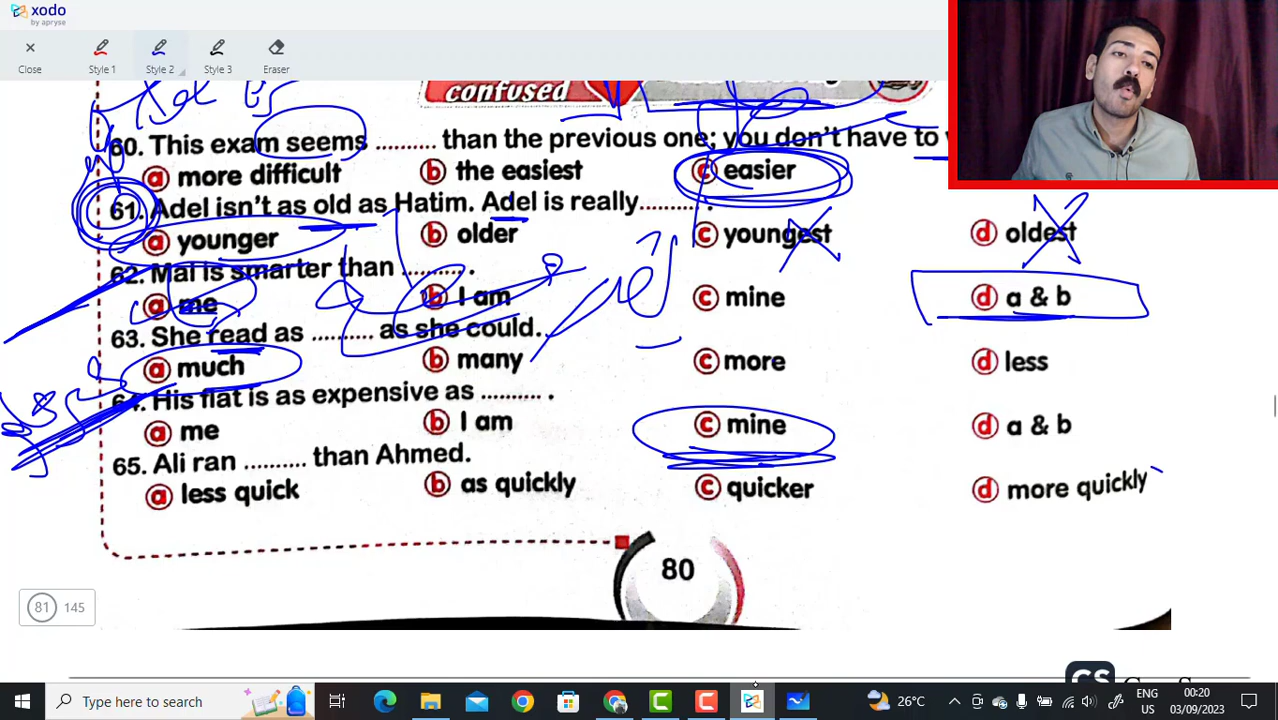 xodo
by apryse
Close
Style 1
Style 2
Style 3
Eraser
confused
60. This exam seems .......... than the previous one; you don't have to
a more difficult
b the easiest
c easier
61. Adel isn't as old as Hatim. Adel is really.......... .
a younger
b older
c youngest
d oldest
62. Mai is smarter than .......... .
a me
b I am
c mine
d a & b
63. She read as .......... as she could.
a much
b many
c more
d less
64. His flat is as expensive as .......... .
a me
b I am
c mine
d a & b
65. Ali ran .......... than Ahmed.
a less quick
b as quickly
c quicker
d more quickly
80
81 145
CS
Type here to search
26°C
ENG
US
00:20
03/09/2023